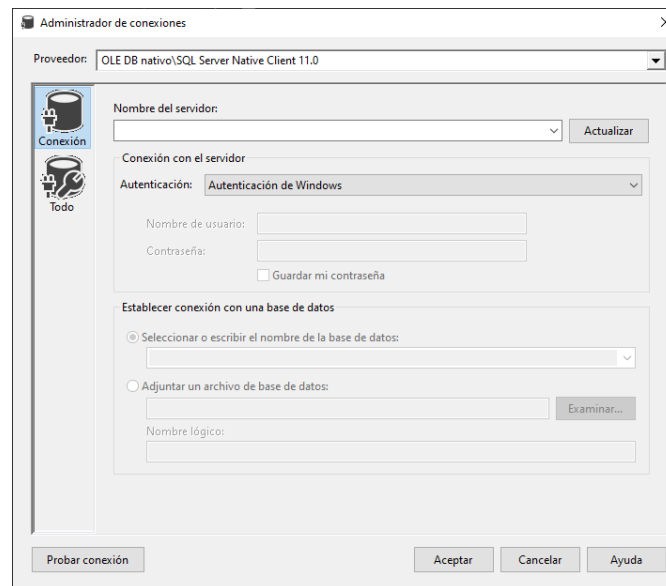 Administrador de conexiones
Proveedor: OLE DB nativo\SQL Server Native Client 11.0
Conexión
Todo
Nombre del servidor:
Actualizar
Conexión con el servidor
Autenticación: Autenticación de Windows
Nombre de usuario:
Contraseña:
Guardar mi contraseña
Establecer conexión con una base de datos
Seleccionar o escribir el nombre de la base de datos:
Adjuntar un archivo de base de datos:
Examinar...
Nombre lógico:
Probar conexión Aceptar Cancelar Ayuda